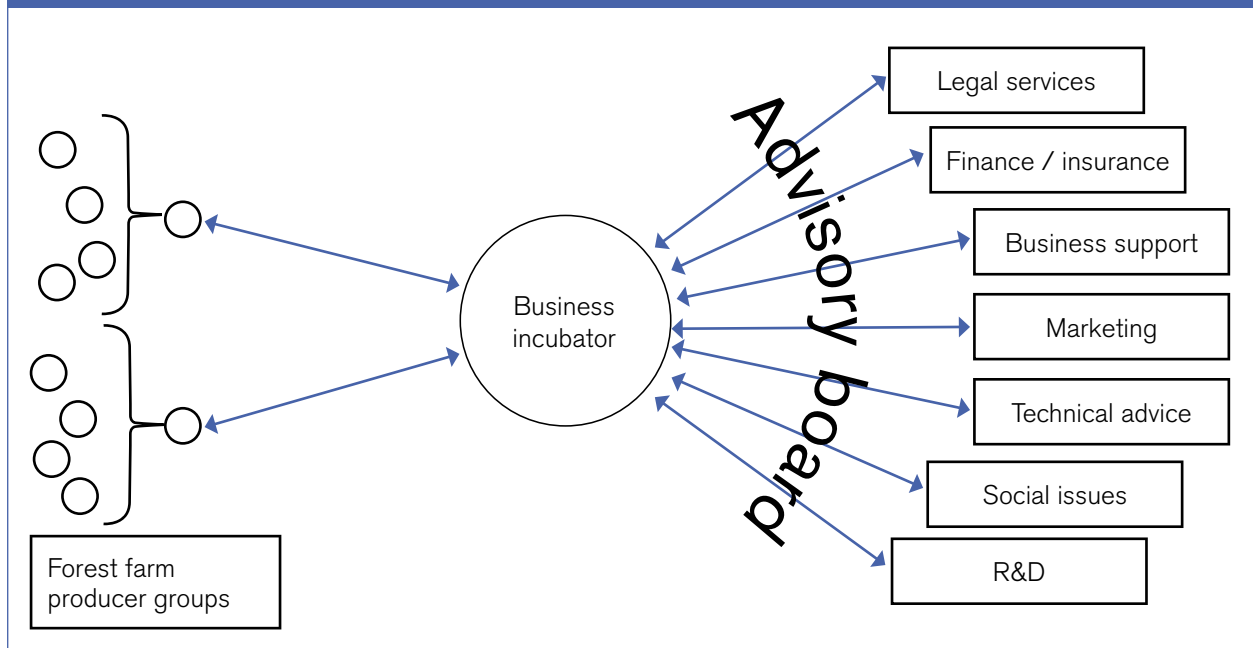 Forest farm
producer groups
Business
incubator
Advisory board
Legal services
Finance / insurance
Business support
Marketing
Technical advice
Social issues
R&D